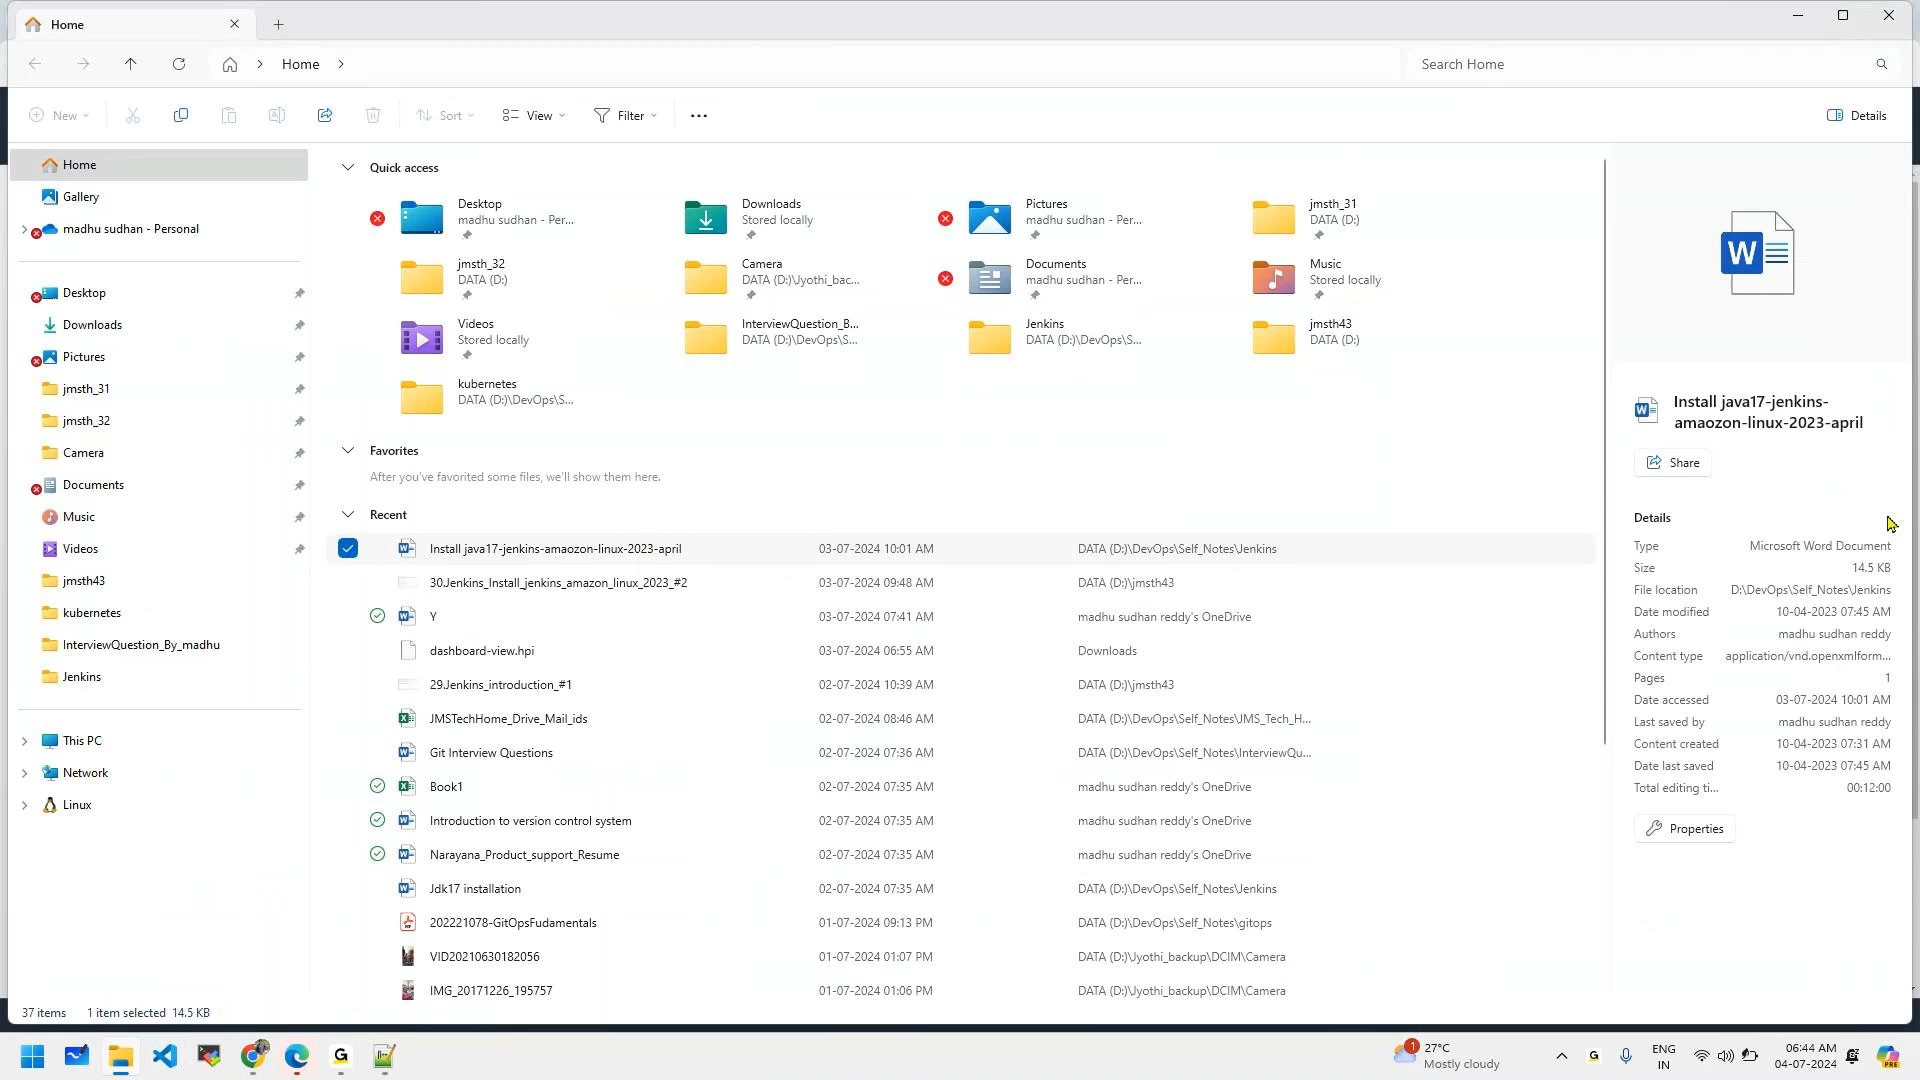 Home
Home
Search Home
New
Sort
View
Filter
Details
Home
Gallery
madhu sudhan - Personal
Desktop
Downloads
Pictures
jmsth_31
jmsth_32
Camera
Documents
Music
Videos
jmsth43
kubernetes
InterviewQuestion_By_madhu
Jenkins
This PC
Network
Linux
Quick access
Desktop
madhu sudhan - Per...
Downloads
Stored locally
Pictures
madhu sudhan - Per...
jmsth_31
DATA (D:)
jmsth_32
DATA (D:)
Camera
DATA (D:)\Jyothi_bac...
Documents
madhu sudhan - Per...
Music
Stored locally
Videos
Stored locally
InterviewQuestion_B...
DATA (D:)\DevOps\S...
Jenkins
DATA (D:)\DevOps\S...
jmsth43
DATA (D:)
kubernetes
DATA (D:)\DevOps\S...
Favorites
After you've favorited some files, we'll show them here.
Recent
Install java17-jenkins-amaozon-linux-2023-april 03-07-2024 10:01 AM DATA (D:)\DevOps\Self_Notes\Jenkins
30.Jenkins_Install_jenkins_amazon_linux_2023_#2 03-07-2024 09:48 AM DATA (D:)\jmsth43
Y 03-07-2024 07:41 AM madhu sudhan reddy's OneDrive
dashboard-view.hpi 03-07-2024 06:55 AM Downloads
29.Jenkins_introduction_#1 02-07-2024 10:39 AM DATA (D:)\jmsth43
JMSTechHome_Drive_Mail_ids 02-07-2024 08:46 AM DATA (D:)\DevOps\Self_Notes\JMS_Tech_H...
Git Interview Questions 02-07-2024 07:36 AM DATA (D:)\DevOps\Self_Notes\InterviewQu...
Book1 02-07-2024 07:35 AM madhu sudhan reddy's OneDrive
Introduction to version control system 02-07-2024 07:35 AM madhu sudhan reddy's OneDrive
Narayana_Product_support_Resume 02-07-2024 07:35 AM madhu sudhan reddy's OneDrive
Jdk17 installation 02-07-2024 07:35 AM DATA (D:)\DevOps\Self_Notes\Jenkins
202221078-GitOpsFudamentals 01-07-2024 09:13 PM DATA (D:)\DevOps\Self_Notes\gitops
VID20210630182056 01-07-2024 01:07 PM DATA (D:)\Jyothi_backup\DCIM\Camera
IMG_20171226_195757 01-07-2024 01:06 PM DATA (D:)\Jyothi_backup\DCIM\Camera
W
Install java17-jenkins-
amaozon-linux-2023-april
Share
Details
Type Microsoft Word Document
Size 14.5 KB
File location D:\DevOps\Self_Notes\Jenkins
Date modified 10-04-2023 07:45 AM
Authors madhu sudhan reddy
Content type application/vnd.openxmlform...
Pages 1
Date accessed 03-07-2024 10:01 AM
Last saved by madhu sudhan reddy
Content created 10-04-2023 07:31 AM
Date last saved 10-04-2023 07:45 AM
Total editing ti... 00:12:00
Properties
37 items 1 item selected 14.5 KB
1
27°C
Mostly cloudy
ENG
IN
06:44 AM
04-07-2024
PRE